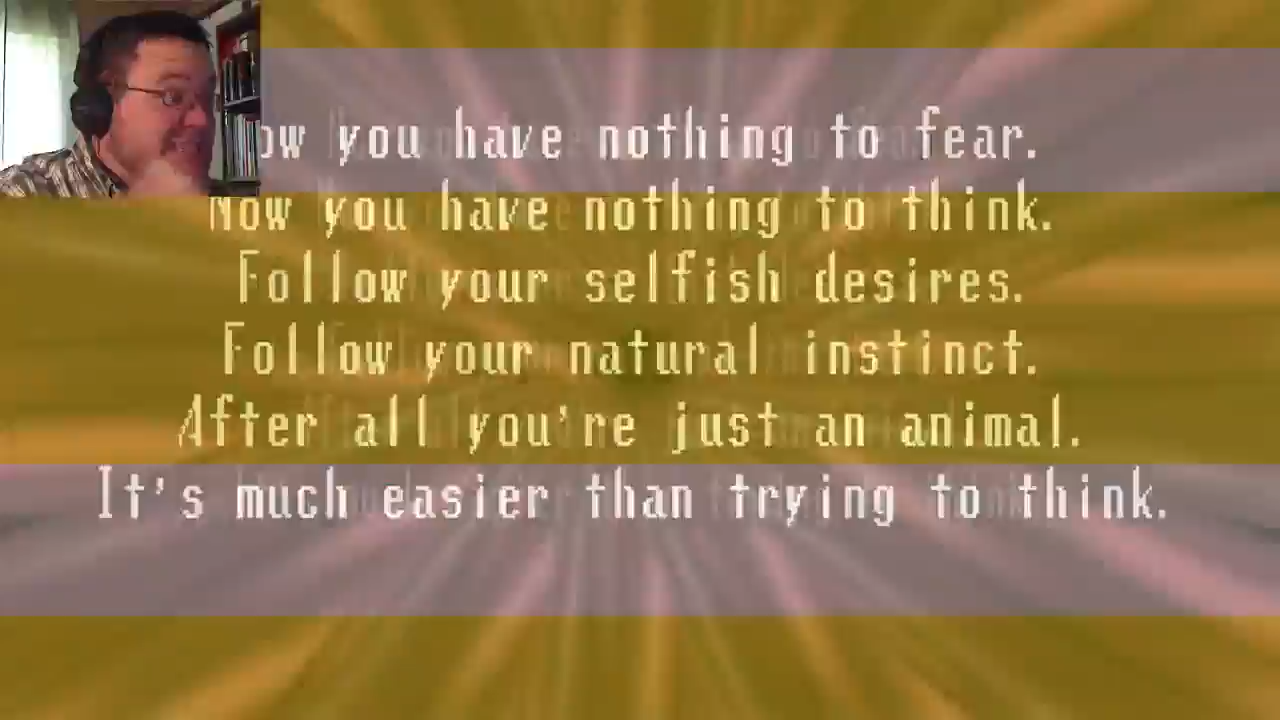 ow you have nothing to fear.
Now you have nothing to think.
Follow your selfish desires.
Follow your natural instinct.
After all you're just an animal.
It's much easier than trying to think.